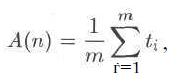 A(n) = \frac{1}{m} \sum_{i=1}^{m} t_i ,